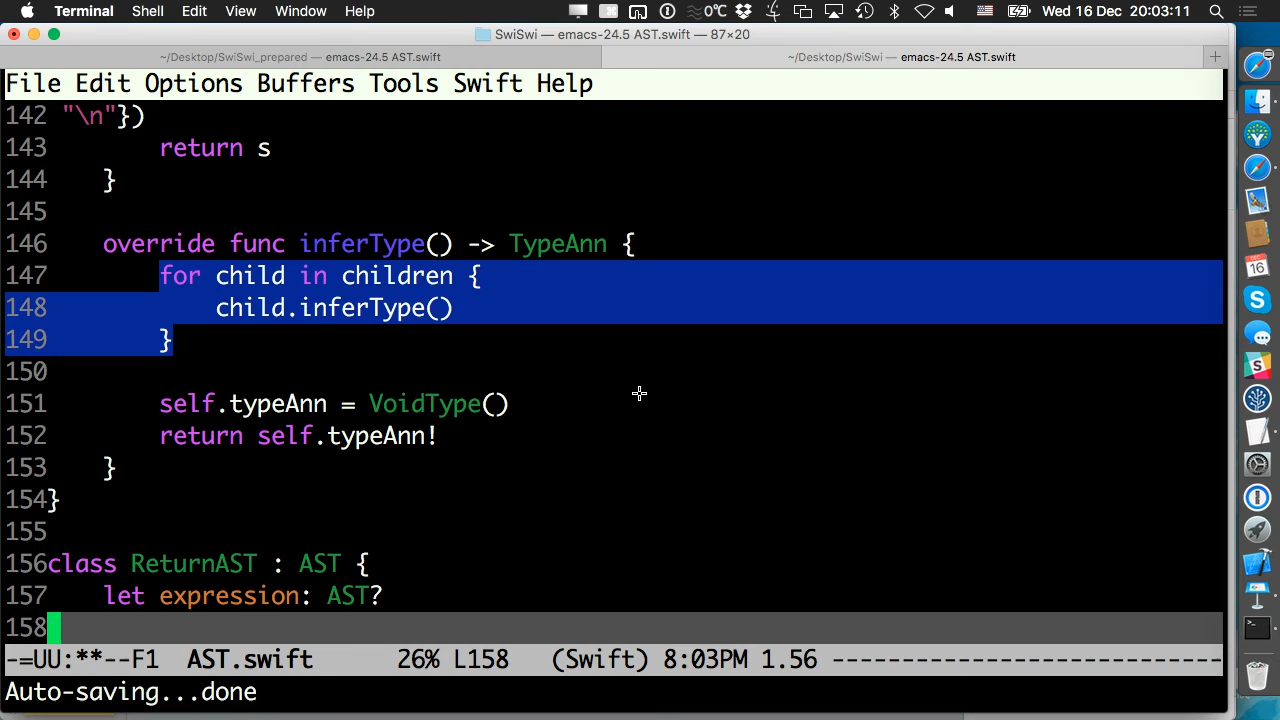 Terminal Shell Edit View Window Help 0°C Wed 16 Dec 20:03:11
SwiSwi — emacs-24.5 AST.swift — 87×20
~/Desktop/SwiSwi_prepared — emacs-24.5 AST.swift ~/Desktop/SwiSwi — emacs-24.5 AST.swift
File Edit Options Buffers Tools Swift Help
142 "\n"})
143 return s
144 }
145
146 override func inferType() -> TypeAnn {
147 for child in children {
148 child.inferType()
149 }
150
151 self.typeAnn = VoidType()
152 return self.typeAnn!
153 }
154}
155
156class ReturnAST : AST {
157 let expression: AST?
158
-=UU:**--F1 AST.swift 26% L158 (Swift) 8:03PM 1.56 ----------------------------
Auto-saving...done
DEC
16